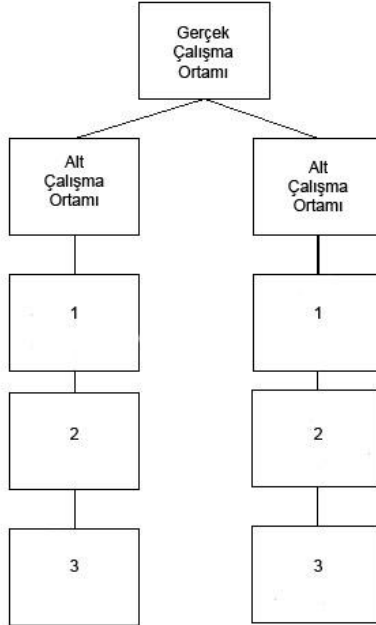 Gerçek
Çalışma
Ortamı
Alt
Çalışma
Ortamı
Alt
Çalışma
Ortamı
1
1
2
2
3
3